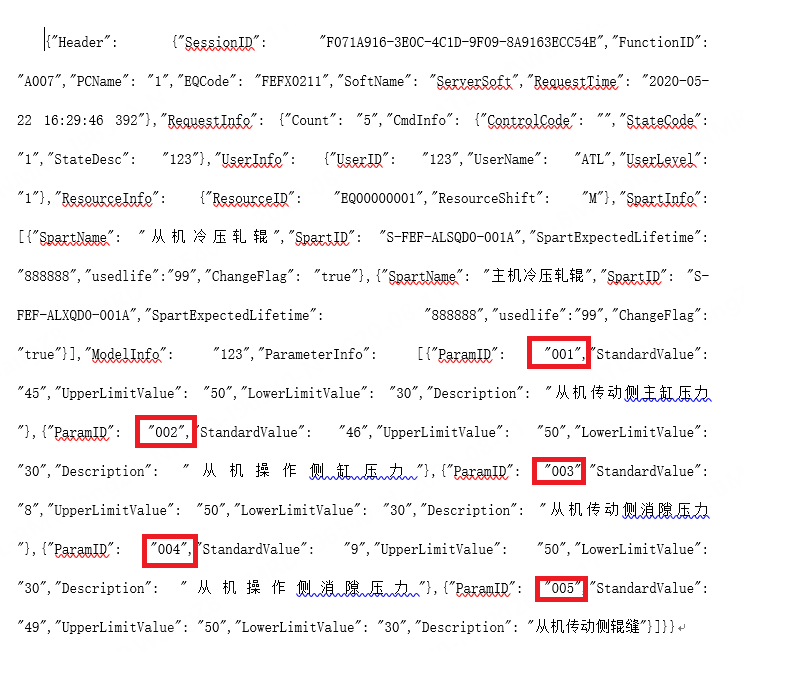 {"Header": {"SessionID": "F071A916-3E0C-4C1D-9F09-8A9163ECC54E","FunctionID":
"A007","PCName": "1","EQCode": "FEFX0211","SoftName": "ServerSoft","RequestTime": "2020-05-
22 16:29:46 392"},"RequestInfo": {"Count": "5","CmdInfo": {"ControlCode": "","StateCode":
"1","StateDesc": "123"},"UserInfo": {"UserID": "123","UserName": "ATL","UserLevel":
"1"},"ResourceInfo": {"ResourceID": "EQ00000001","ResourceShift": "M"},"SpartInfo":
[{"SpartName": "从机冷压轧辊","SpartID": "S-FEF-ALSQD0-001A","SpartExpectedLifetime":
"888888","usedlife":"99","ChangeFlag": "true"},{"SpartName": "主机冷压轧辊","SpartID": "S-
FEF-ALXQD0-001A","SpartExpectedLifetime": "888888","usedlife":"99","ChangeFlag":
"true"}],"ModelInfo": "123","ParameterInfo": [{"ParamID": "001","StandardValue":
"45","UpperLimitValue": "50","LowerLimitValue": "30","Description": "从机传动侧主缸压力
"},{"ParamID": "002","StandardValue": "46","UpperLimitValue": "50","LowerLimitValue":
"30","Description": "从机操作侧缸压力 "},{"ParamID": "003" "StandardValue":
"8","UpperLimitValue": "50","LowerLimitValue": "30","Description": "从机传动侧消隙压力
"},{"ParamID": "004","StandardValue": "9","UpperLimitValue": "50","LowerLimitValue":
"30","Description": "从机操作侧消隙压力 "},{"ParamID": "005" "StandardValue":
"49","UpperLimitValue": "50","LowerLimitValue": "30","Description": "从机传动侧辊缝"}]}}